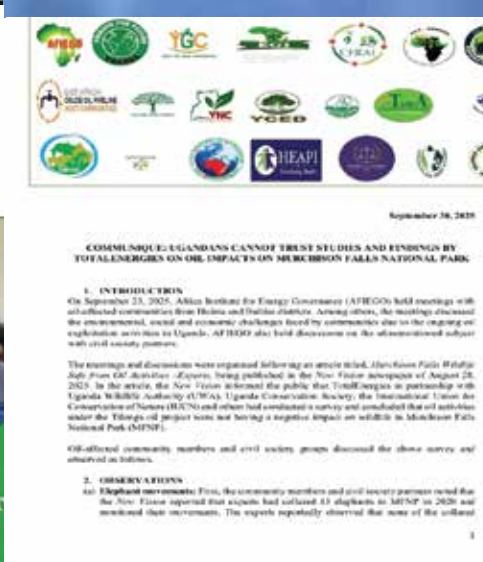 AFIEGO
YGC
CEFRAL
EAST AFRICA
CRUDE OIL PIPELINE
HOST COMMUNITIES
YNC
YCED
TASHA
HEAPI
September 30, 2025
COMMUNIQUE: UGANDANS CANNOT TRUST STUDIES AND FINDINGS BY
TOTALENERGIES ON OIL IMPACTS ON MURCHISON FALLS NATIONAL PARK
1. INTRODUCTION
On September 23, 2025, Africa Institute for Energy Governance (AFIEGO) held meetings with
oil-affected communities from Hoima and Buliisa districts. Among others, the meetings discussed
the environmental, social and economic challenges faced by communities due to the ongoing oil
exploitation activities in Uganda. AFIEGO also held discussions on the aforementioned subject
with civil society partners.
The meetings and discussions were organised following an article titled, Murchison Falls Wildlife
Safe from Oil Activities -Experts, being published in the New Vision newspaper of August 28,
2025. In the article, the New Vision informed the public that TotalEnergies in partnership with
Uganda Wildlife Authority (UWA), Uganda Conservation Society, the International Union for
Conservation of Nature (IUCN) and others had conducted a survey and concluded that oil activities
under the Tilenga oil project were not having a negative impact on wildlife in Murchison Falls
National Park (MFNP).
Oil-affected community members and civil society groups discussed the above survey and
observed as follows.
2. OBSERVATIONS
(a) Elephant movements: First, the community members and civil society partners noted that
the New Vision reported that experts had collared 13 elephants in MFNP in 2020 and
monitored their movements. The experts reportedly observed that none of the collared
1